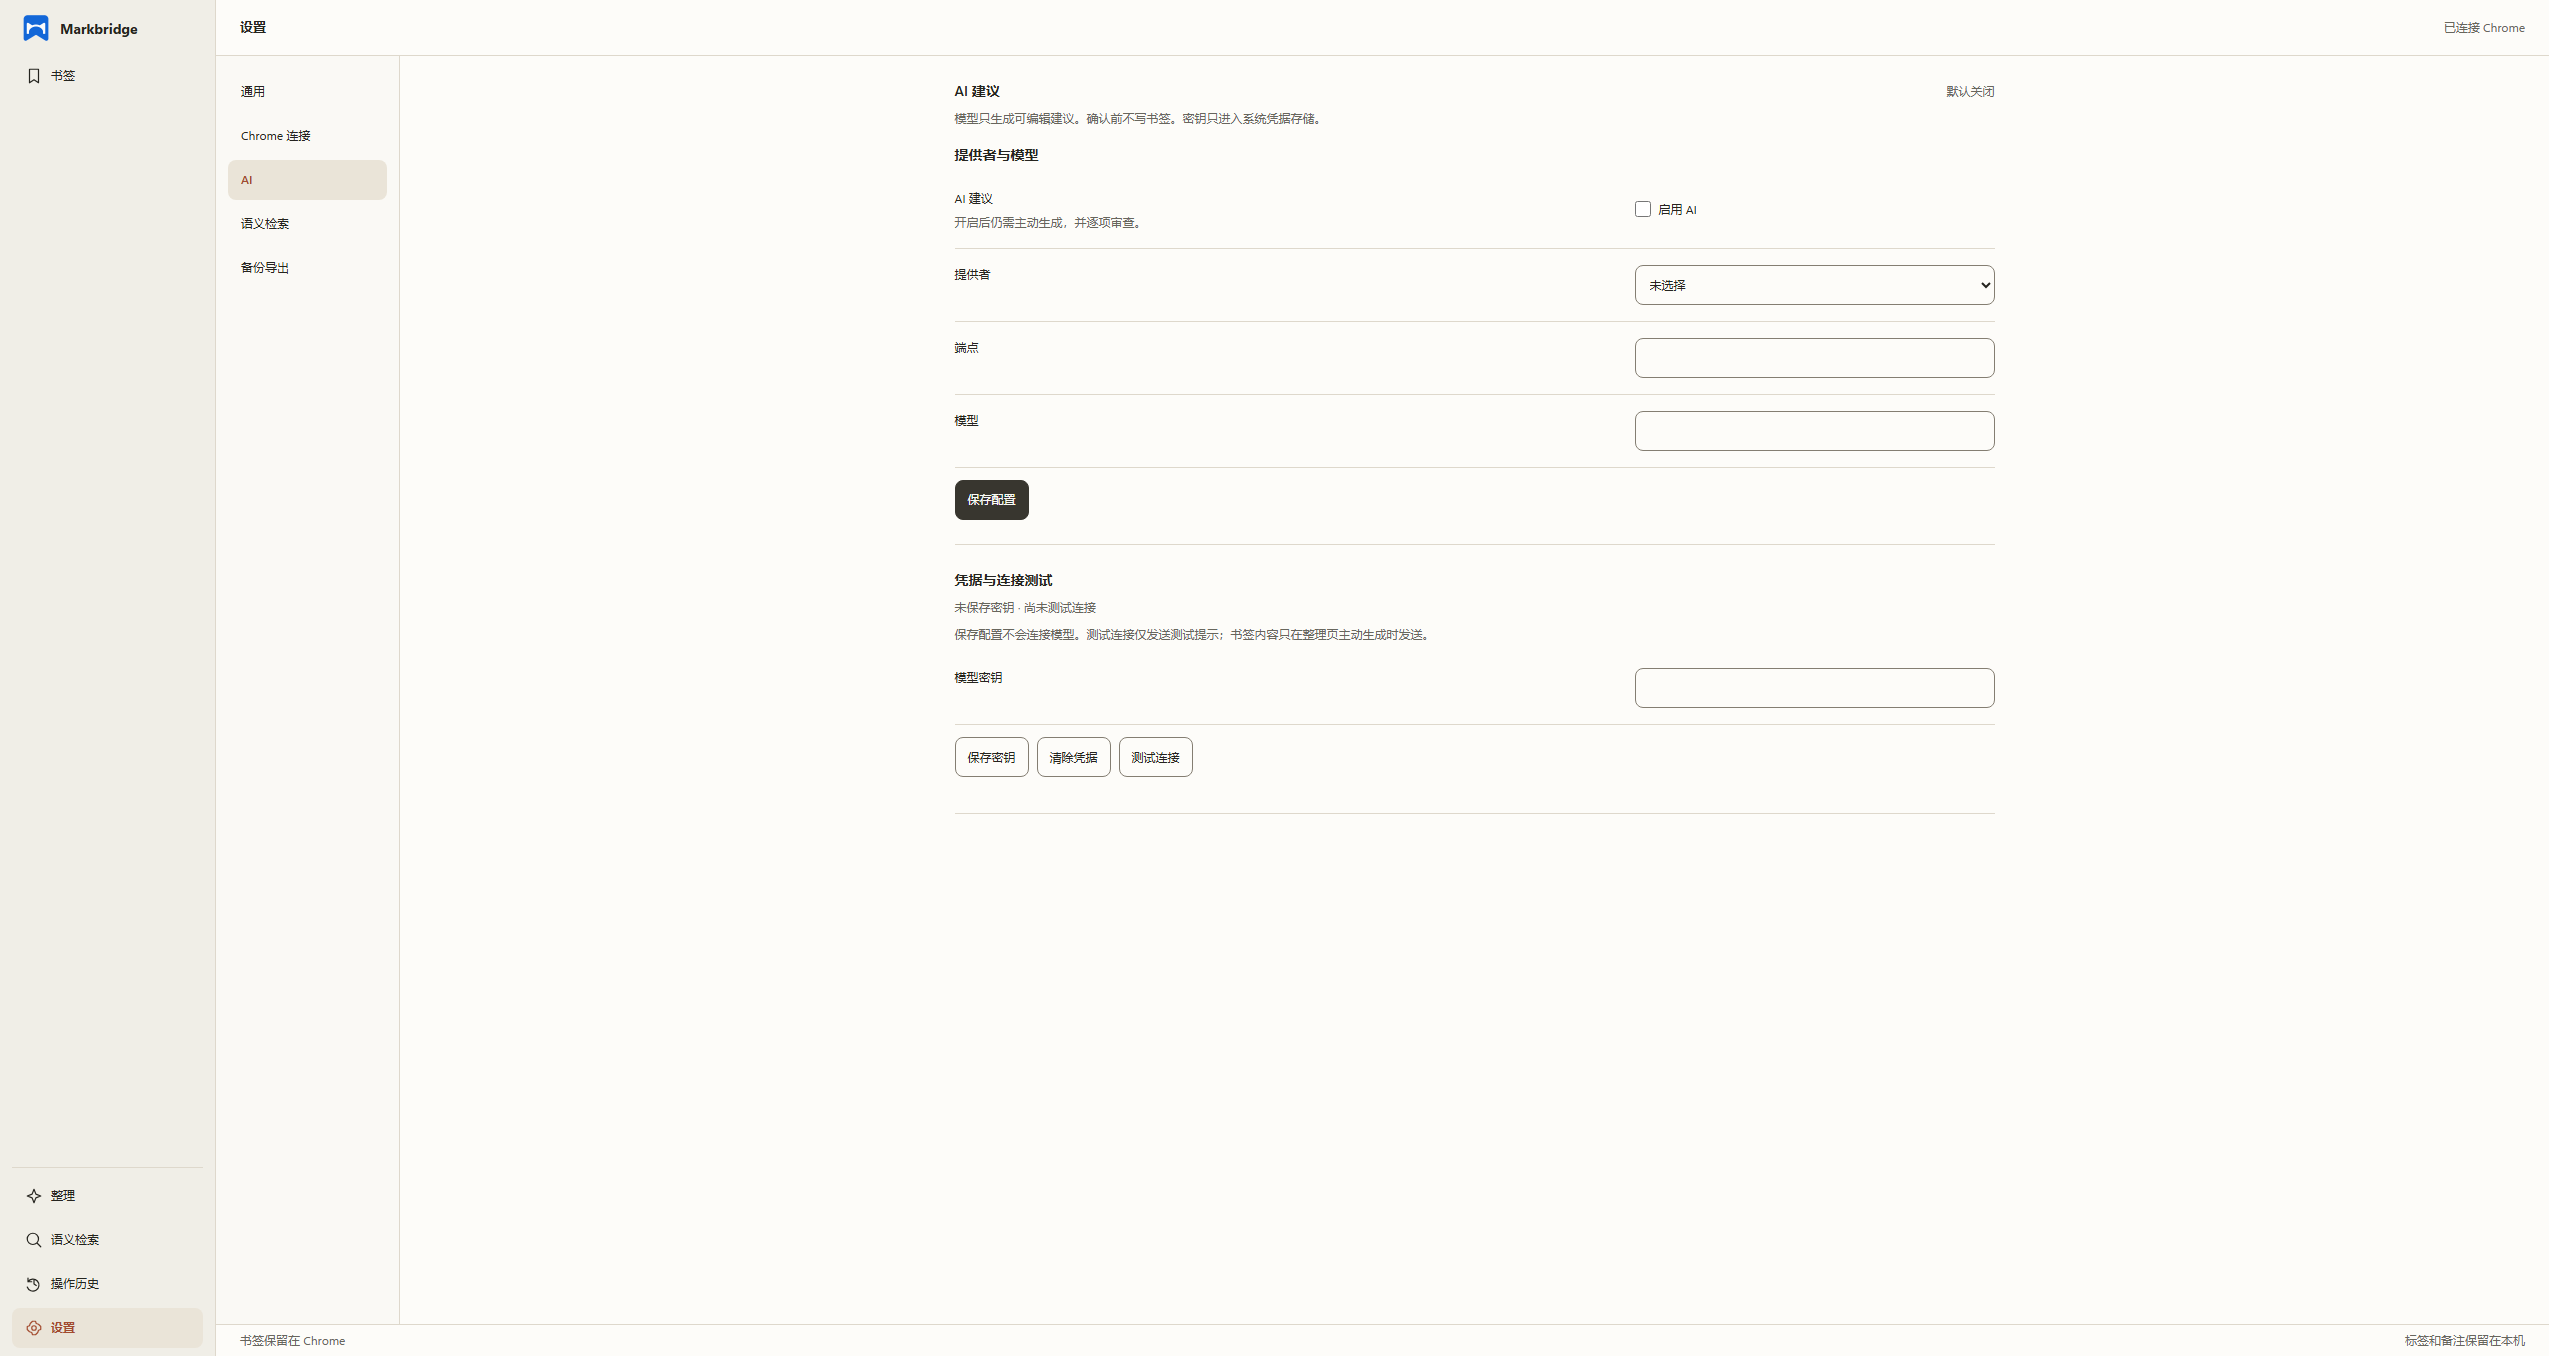 Markbridge
书签
整理
语义检索
操作历史
设置
设置
已连接 Chrome
通用
Chrome 连接
AI
语义检索
备份导出
AI 建议
默认关闭
模型只生成可编辑建议。确认前不写书签。密钥只进入系统凭据存储。
提供者与模型
AI 建议
开启后仍需主动生成，并逐项审查。
启用 AI
提供者
未选择
端点
模型
保存配置
凭据与连接测试
未保存密钥 · 尚未测试连接
保存配置不会连接模型。测试连接仅发送测试提示；书签内容只在整理页主动生成时发送。
模型密钥
保存密钥
清除凭据
测试连接
书签保留在 Chrome
标签和备注保留在本机